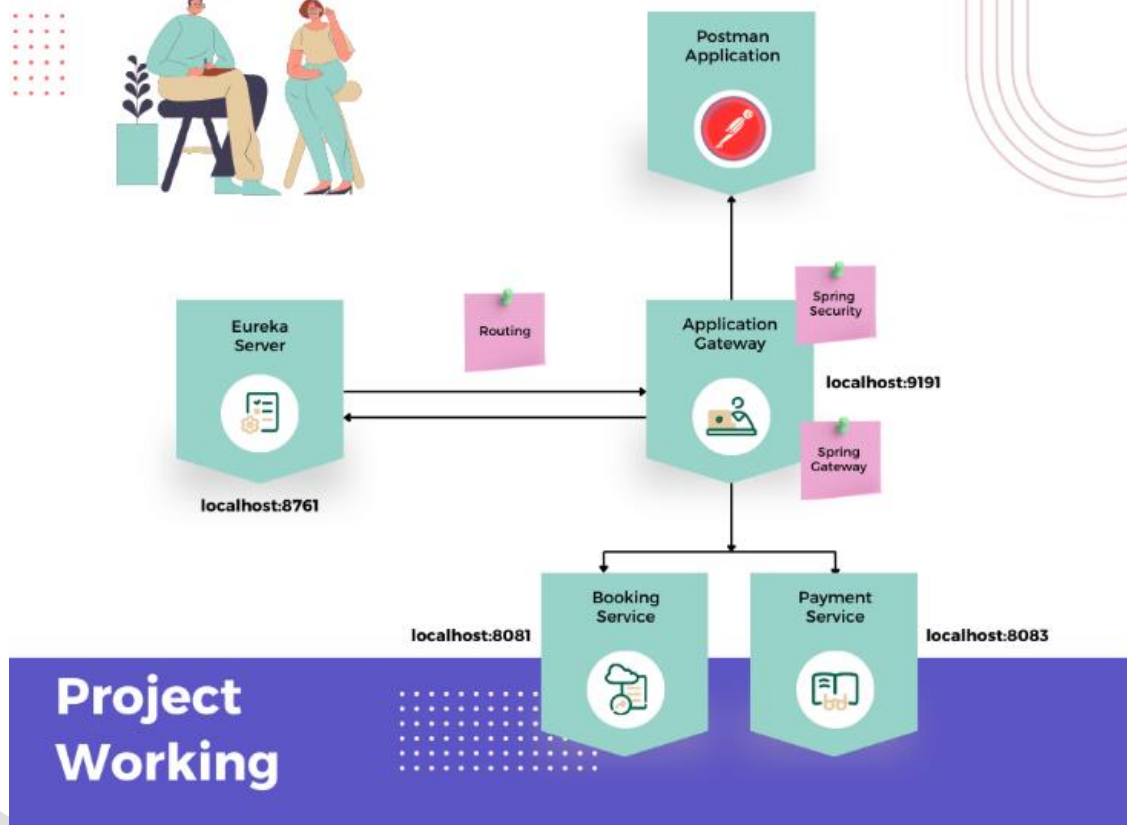 Postman
Application
Eureka
Server
Routing
Application
Gateway
Spring
Security
localhost:9191
Spring
Gateway
localhost:8761
Booking
Service
Payment
Service
localhost:8081
localhost:8083
Project
Working